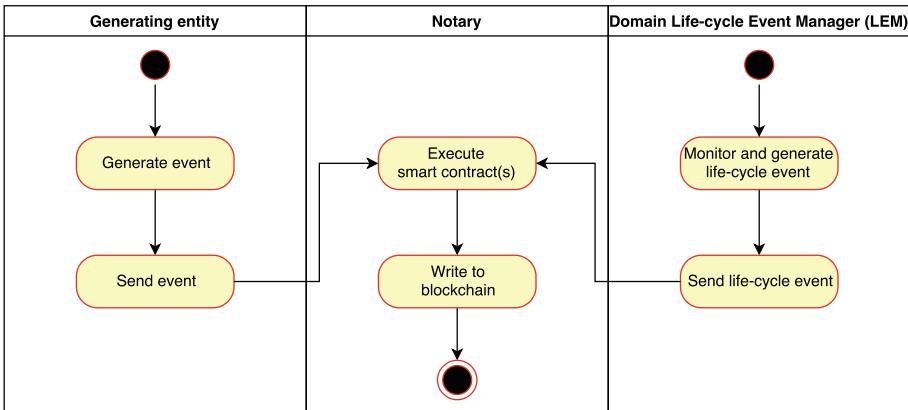 Generating entity
Notary
Domain Life-cycle Event Manager (LEM)
Generate event
Execute
smart contract(s)
Monitor and generate
life-cycle event
Send event
Write to
blockchain
Send life-cycle event